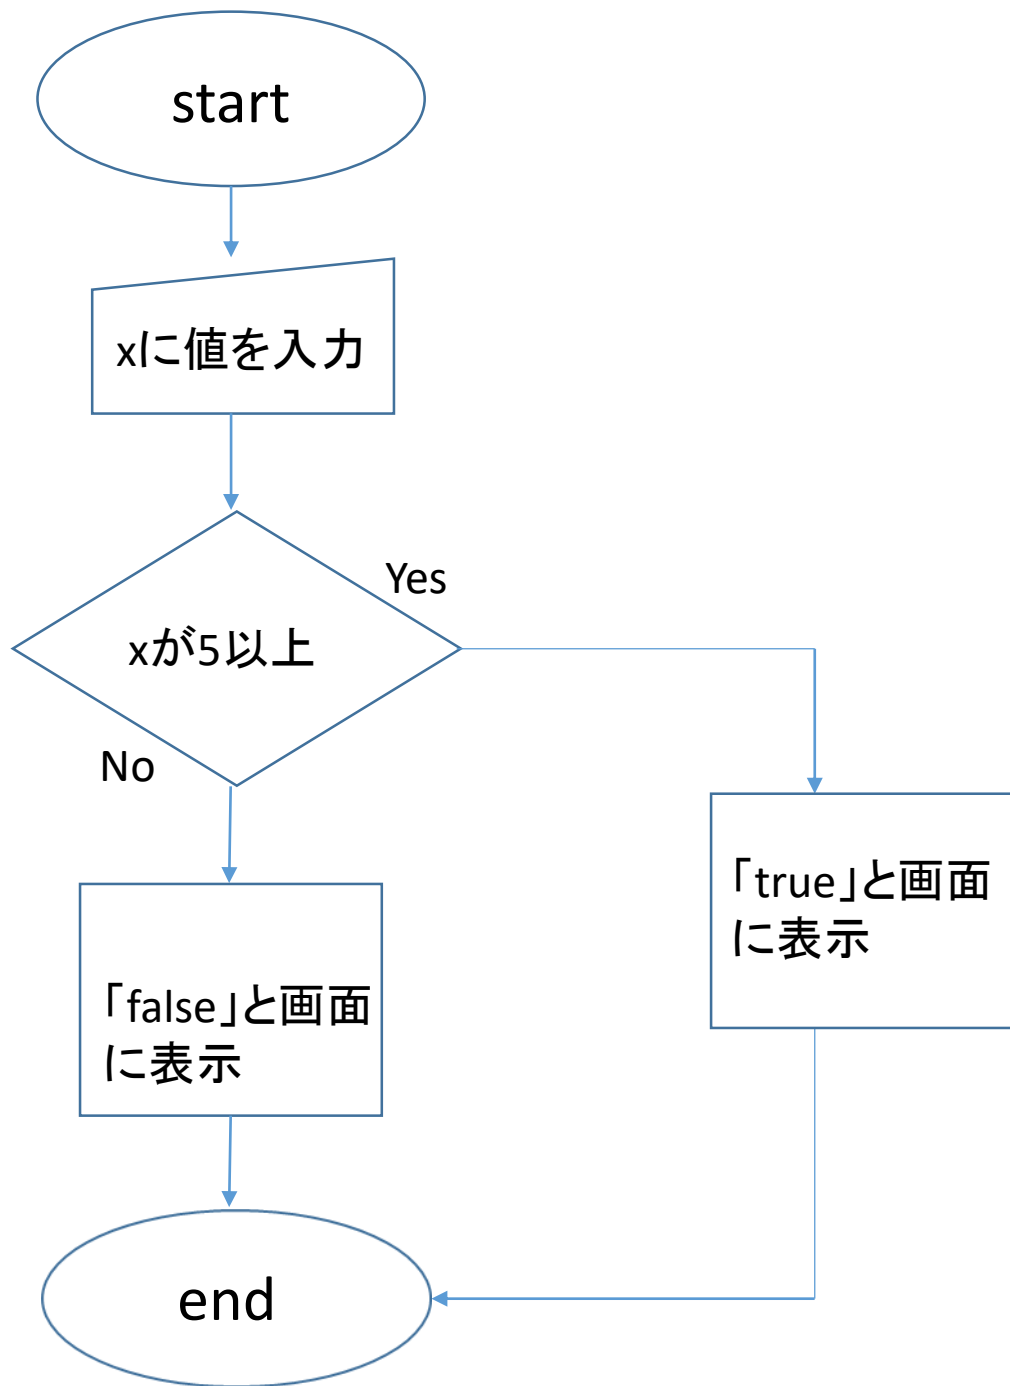 start
xに値を入力
Yes
xが5以上
No
「true」と画面
に表示
「false」と画面
に表示
end